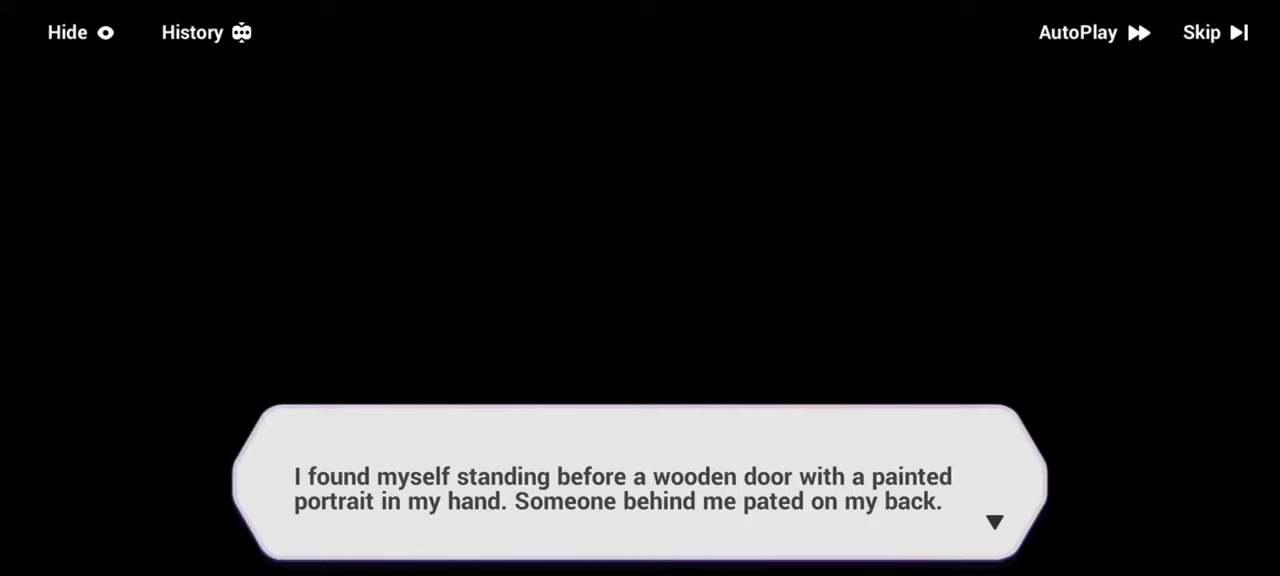 Hide
History
AutoPlay
Skip
I found myself standing before a wooden door with a painted
portrait in my hand. Someone behind me pated on my back.